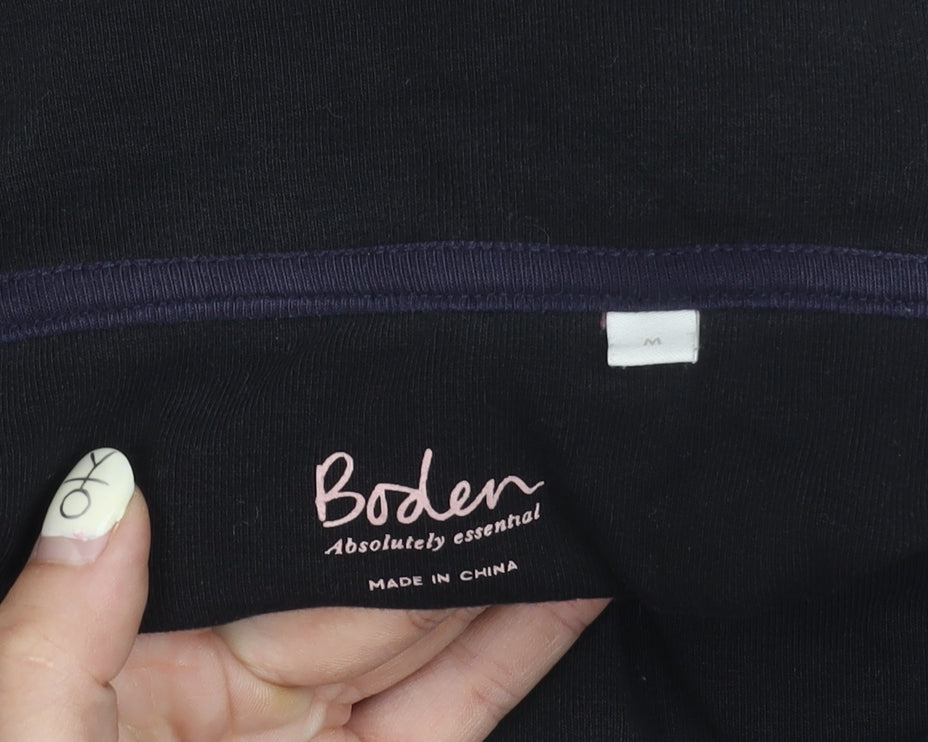 M
Boden
Absolutely essential
MADE IN CHINA